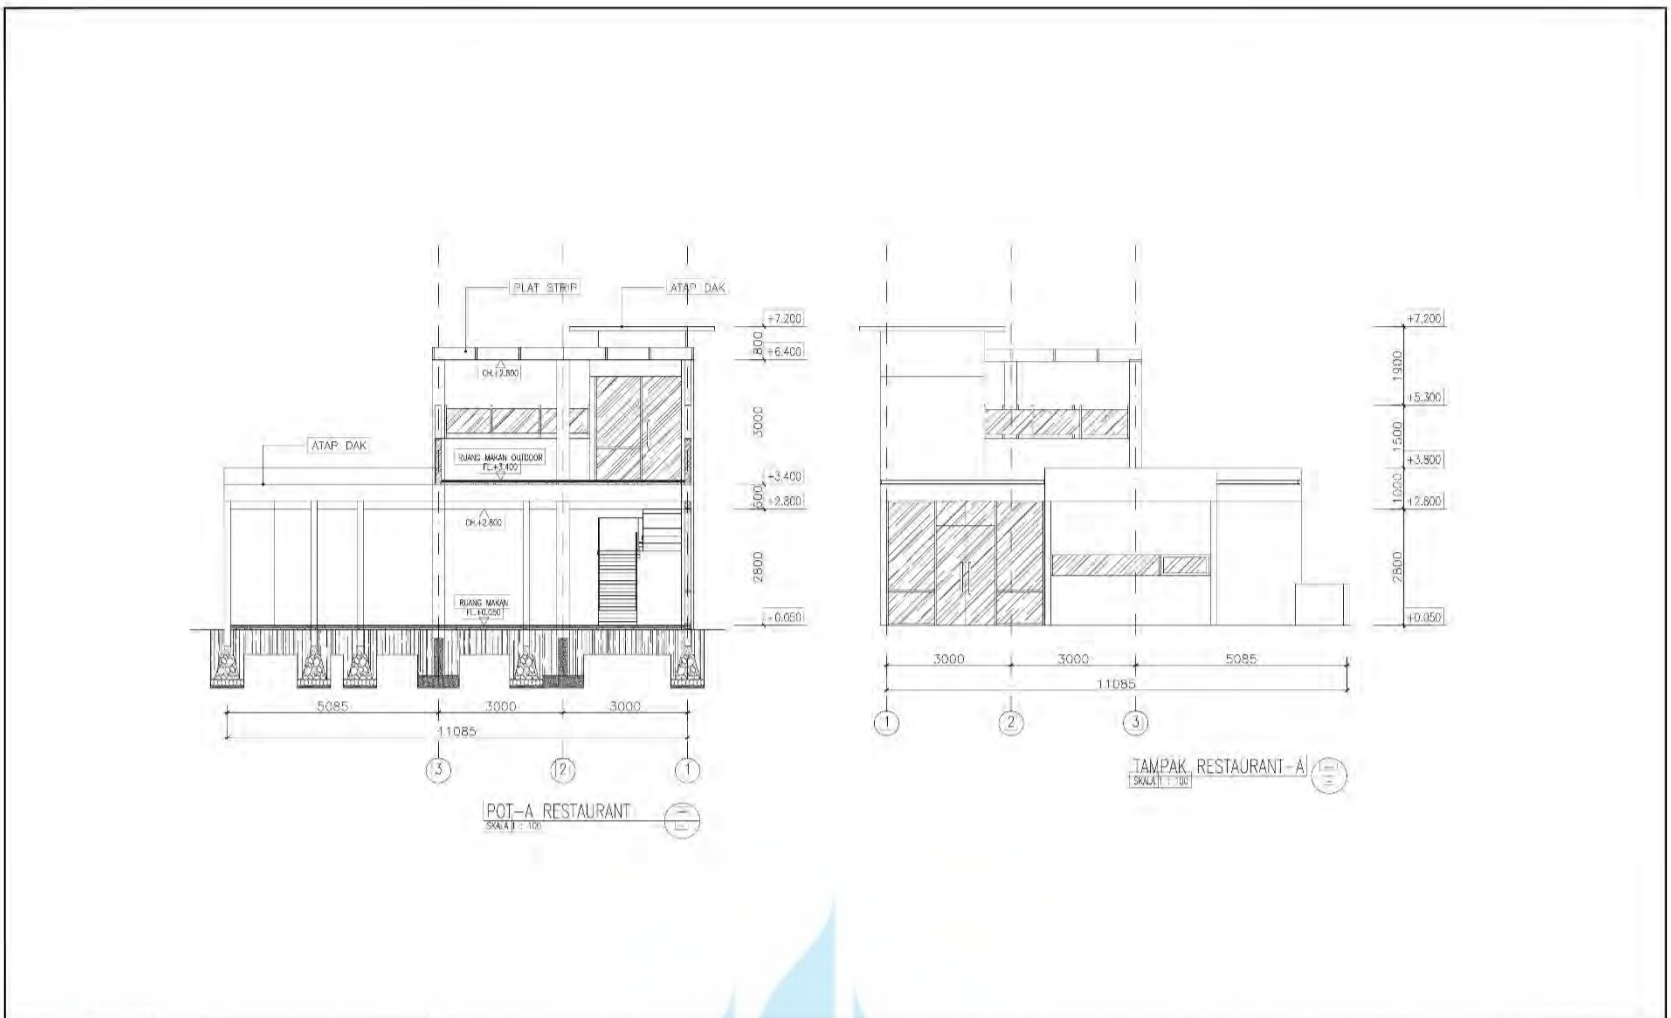 PLAT STRIP
ATAP DAK
+7.200
800
+6.400
CH.+2.800
3000
ATAP DAK
RUANG MAKAN OUTDOOR
FL.+3.400
+3.400
600
+2.800
CH.+2.800
2800
RUANG MAKAN
FL.+0.050
+0.050
5085
3000
3000
11085
3
2
1
POT-A RESTAURANT
SKALA 1 : 100
+7.200
1900
+5.300
1500
+3.800
1000
+2.800
2800
+0.050
3000
3000
5085
11085
1
2
3
TAMPAK RESTAURANT-A
SKALA 1 : 100